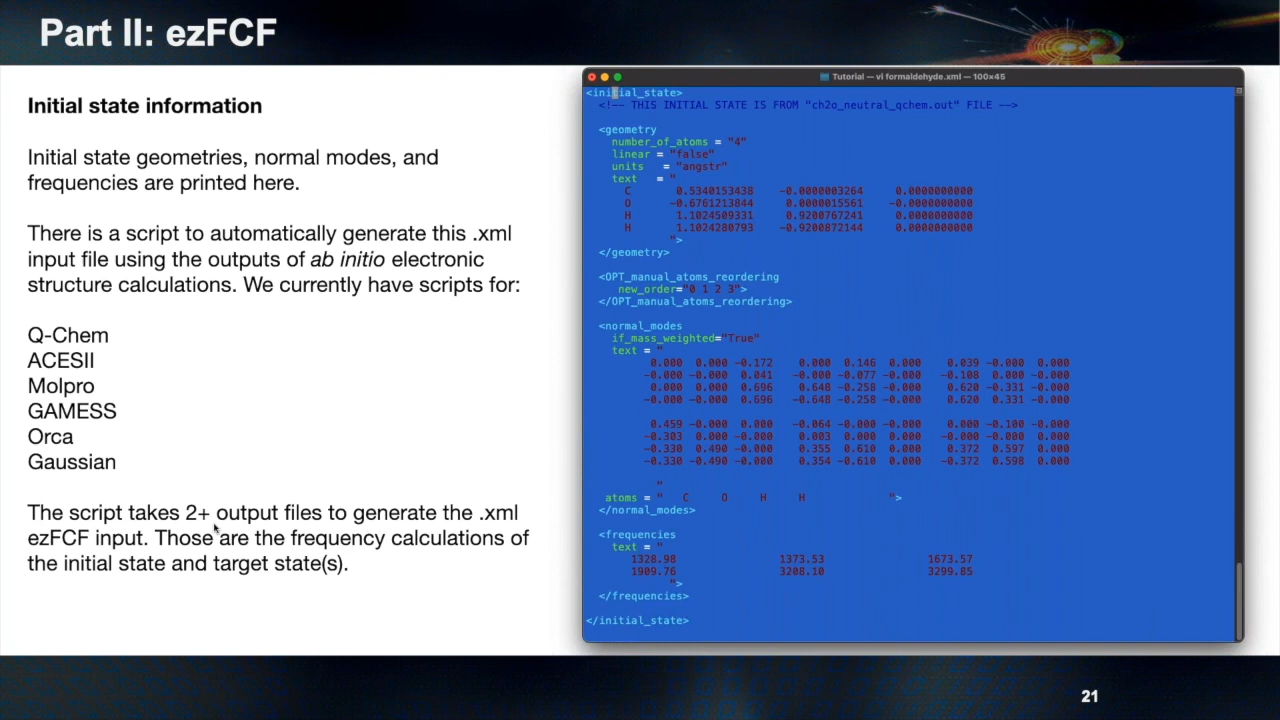 Part II: ezFCF
Initial state information
Initial state geometries, normal modes, and
frequencies are printed here.
There is a script to automatically generate this .xml
input file using the outputs of ab initio electronic
structure calculations. We currently have scripts for:
Q-Chem
ACESII
Molpro
GAMESS
Orca
Gaussian
The script takes 2+ output files to generate the .xml
ezFCF input. Those are the frequency calculations of
the initial state and target state(s).
Tutorial — vi formaldehyde.xml — 100×45
<initial_state>
<!-- THIS INITIAL STATE IS FROM "ch2o_neutral_qchem.out" FILE -->
<geometry
number_of_atoms = "4"
linear = "false"
units = "angstr"
text = "
C 0.5340153438 -0.0000003264 0.0000000000
O -0.6761213844 0.0000015561 -0.0000000000
H 1.1024509331 0.9200767241 0.0000000000
H 1.1024280793 -0.9200872144 0.0000000000
">
</geometry>
<OPT_manual_atoms_reordering
new_order="0 1 2 3">
</OPT_manual_atoms_reordering>
<normal_modes
if_mass_weighted="True"
text = "
0.000 0.000 -0.172 0.000 0.146 0.000 0.039 -0.000 0.000
-0.000 -0.000 0.041 -0.000 -0.077 -0.000 -0.108 0.000 -0.000
0.000 0.000 0.696 0.648 -0.258 -0.000 0.620 -0.331 -0.000
-0.000 -0.000 0.696 -0.648 -0.258 -0.000 0.620 0.331 -0.000
0.459 -0.000 0.000 -0.064 -0.000 -0.000 0.000 -0.100 -0.000
-0.303 0.000 -0.000 0.003 0.000 0.000 -0.000 -0.000 -0.000
-0.330 0.490 -0.000 0.355 0.610 0.000 0.372 0.597 0.000
-0.330 -0.490 -0.000 0.354 -0.610 0.000 -0.372 0.598 0.000
"
atoms = " C O H H ">
</normal_modes>
<frequencies
text = "
1328.98 1373.53 1673.57
1909.76 3208.10 3299.85
">
</frequencies>
</initial_state>
21